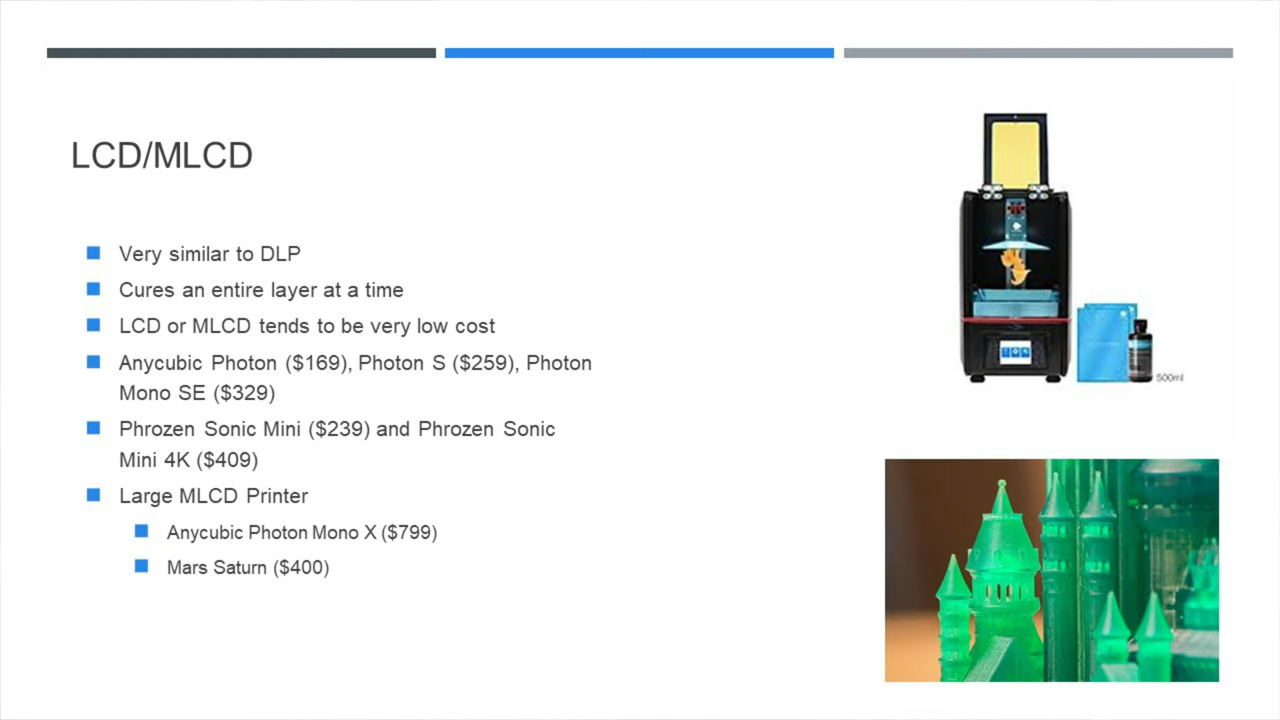 LCD/MLCD
Very similar to DLP
Cures an entire layer at a time
LCD or MLCD tends to be very low cost
Anycubic Photon ($169), Photon S ($259), Photon
Mono SE ($329)
Phrozen Sonic Mini ($239) and Phrozen Sonic
Mini 4K ($409)
Large MLCD Printer
Anycubic Photon Mono X ($799)
Mars Saturn ($400)
500ml